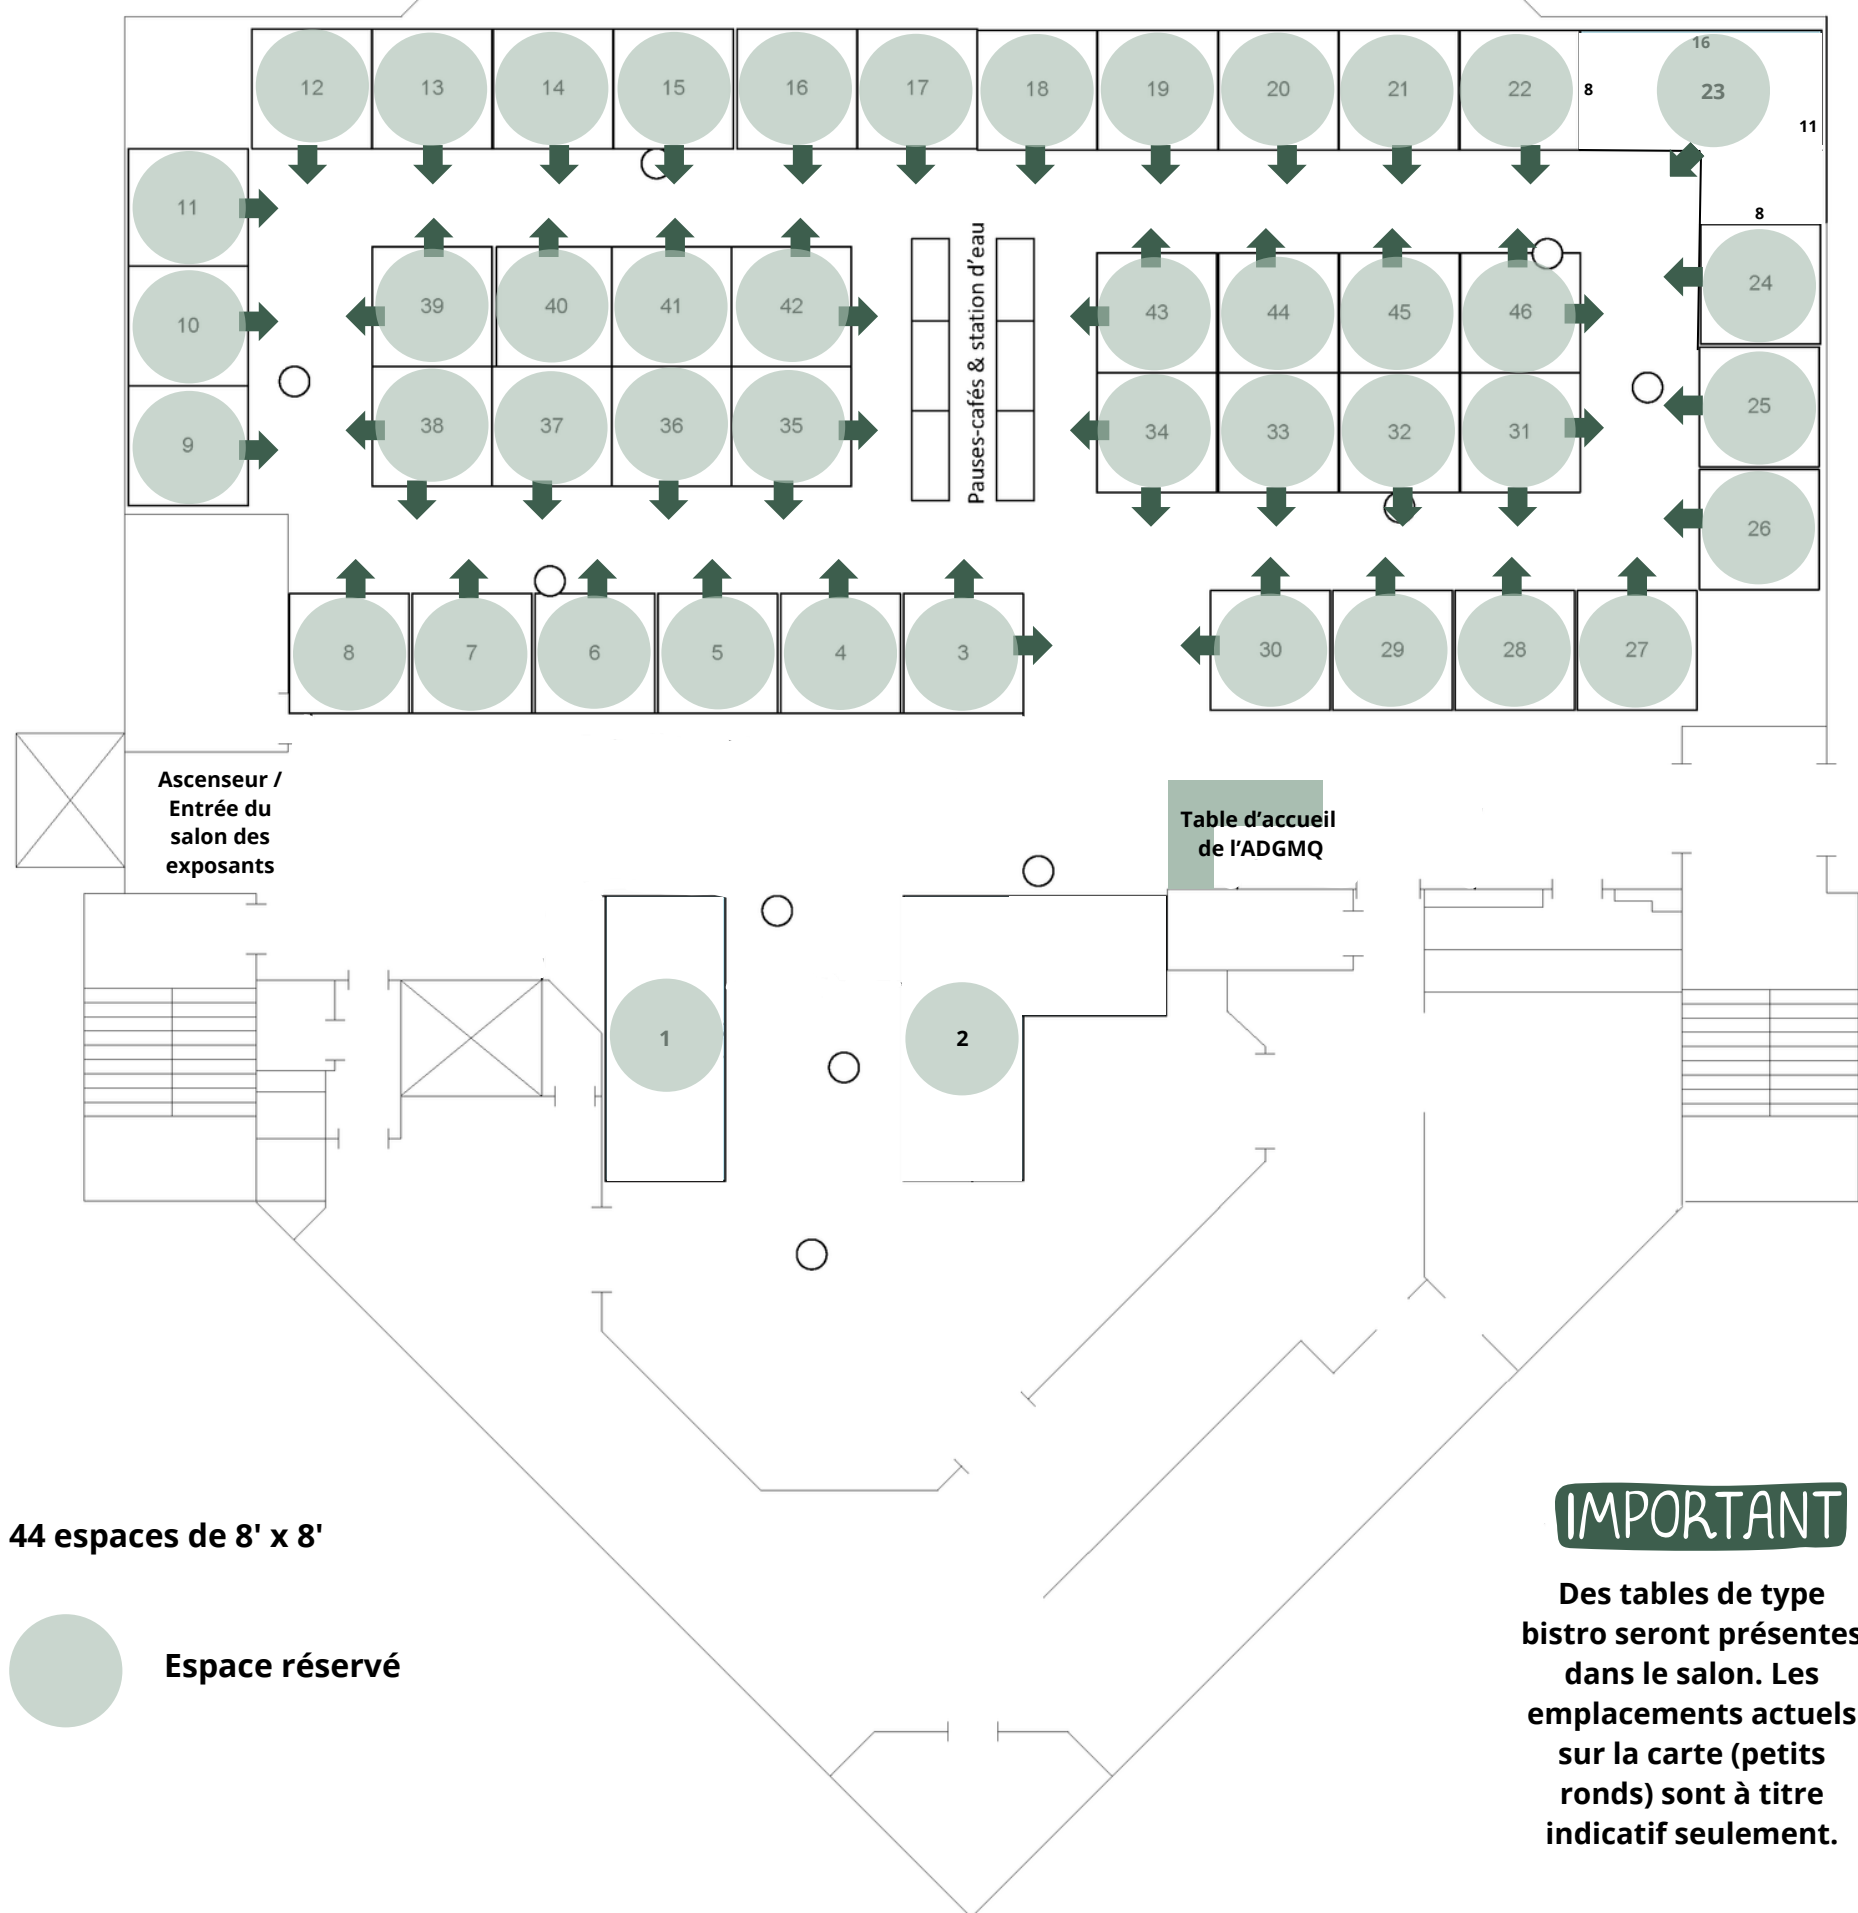 16
12
13
14
15
16
17
18
19
20
21
22
8
23
11
11
8
10
9
39
40
41
42
38
37
36
35
Pauses-cafés & station d'eau
43
44
45
46
34
33
32
31
24
25
26
8
7
6
5
4
3
30
29
28
27
Ascenseur /
Entrée du
salon des
exposants
Table d'accueil
de l'ADGMQ
1
2
44 espaces de 8' x 8'
Espace réservé
IMPORTANT
Des tables de type
bistro seront présentes
dans le salon. Les
emplacements actuels
sur la carte (petits
ronds) sont à titre
indicatif seulement.